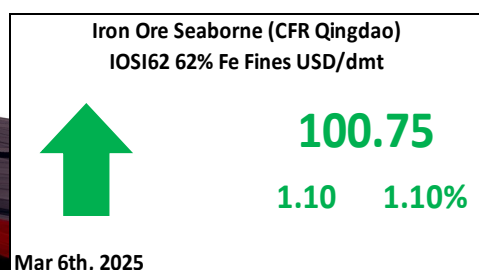 Iron Ore Seaborne (CFR Qingdao)
IOSI62 62% Fe Fines USD/dmt
100.75
1.10 1.10%
Mar 6th, 2025